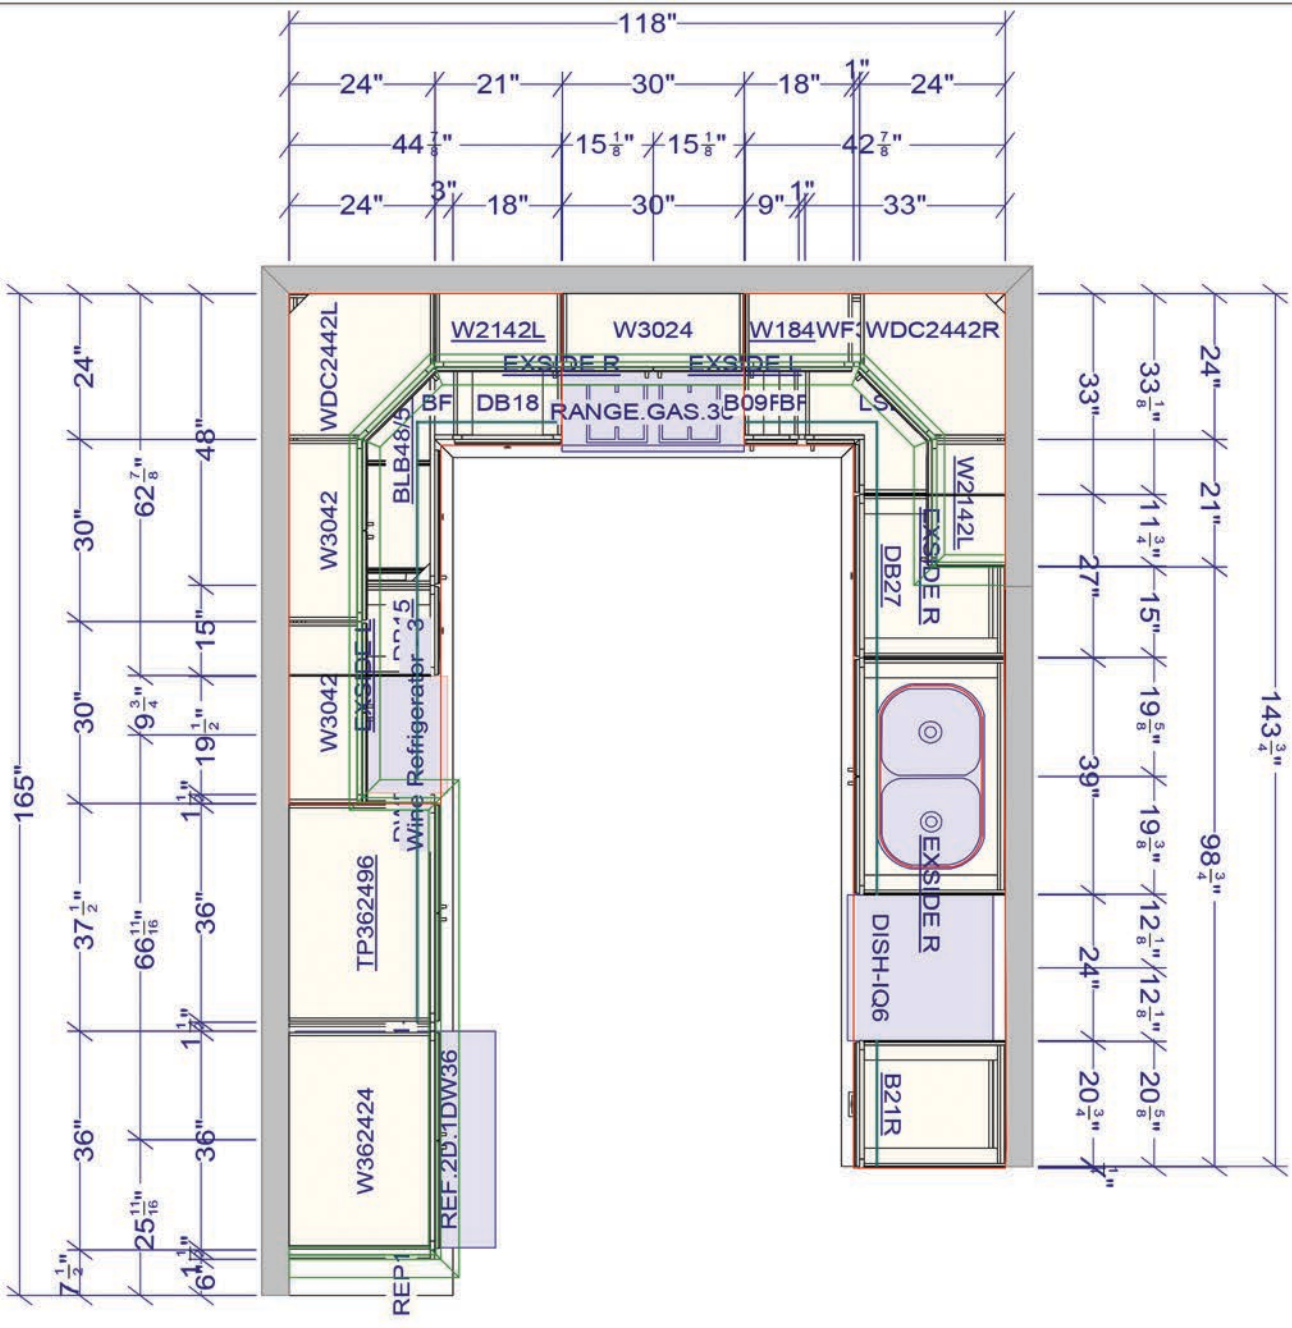 118"
24" 21" 30" 18" 1" 24"
44 7/8" 15 1/8" 15 1/8" 42 7/8"
24" 3" 18" 30" 9" 1" 33"
WDC2442L
W2142L
W3024
W184
WF3
WDC2442R
EXSIDE R
EXSIDE L
BF
DB18
RANGE.GAS.30
B09F
BF
BLB48/5
W3042
W3042
EXSIDE L
Wine Refrigerator - 3
TP362496
W362424
REF.2D.1DW36
REP1
W2142L
EXSIDE R
DB27
EXSIDE R
DISH-IQ6
B21R
165"
24" 30" 30" 37 1/2" 36" 7 1/2"
62 7/8" 9 3/4" 66 11/16" 25 11/16"
48" 15" 19 1/2" 1 1/2" 36" 1 1/2" 36" 1 1/2" 6"
33" 27" 39" 24" 20 3/4"
33 1/8" 11 3/4" 15" 19 5/8" 19 3/8" 12 1/8" 12 1/8" 20 5/8"
24" 21" 98 3/4"
143 3/4"